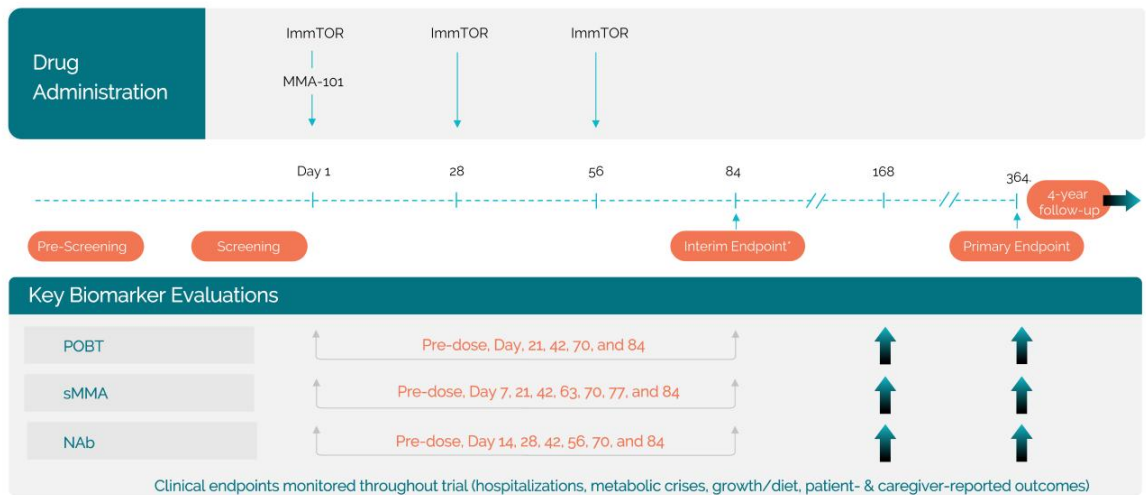 Drug
Administration
ImmTOR
MMA-101
ImmTOR
ImmTOR
Day 1
28
56
84
168
364.
4-year
follow-up
Pre-Screening
Screening
Interim Endpoint*
Primary Endpoint
Key Biomarker Evaluations
POBT
Pre-dose, Day, 21, 42, 70, and 84
sMMA
Pre-dose, Day 7, 21, 42, 63, 70, 77, and 84
NAb
Pre-dose, Day 14, 28, 42, 56, 70, and 84
Clinical endpoints monitored throughout trial (hospitalizations, metabolic crises, growth/diet, patient- & caregiver-reported outcomes)